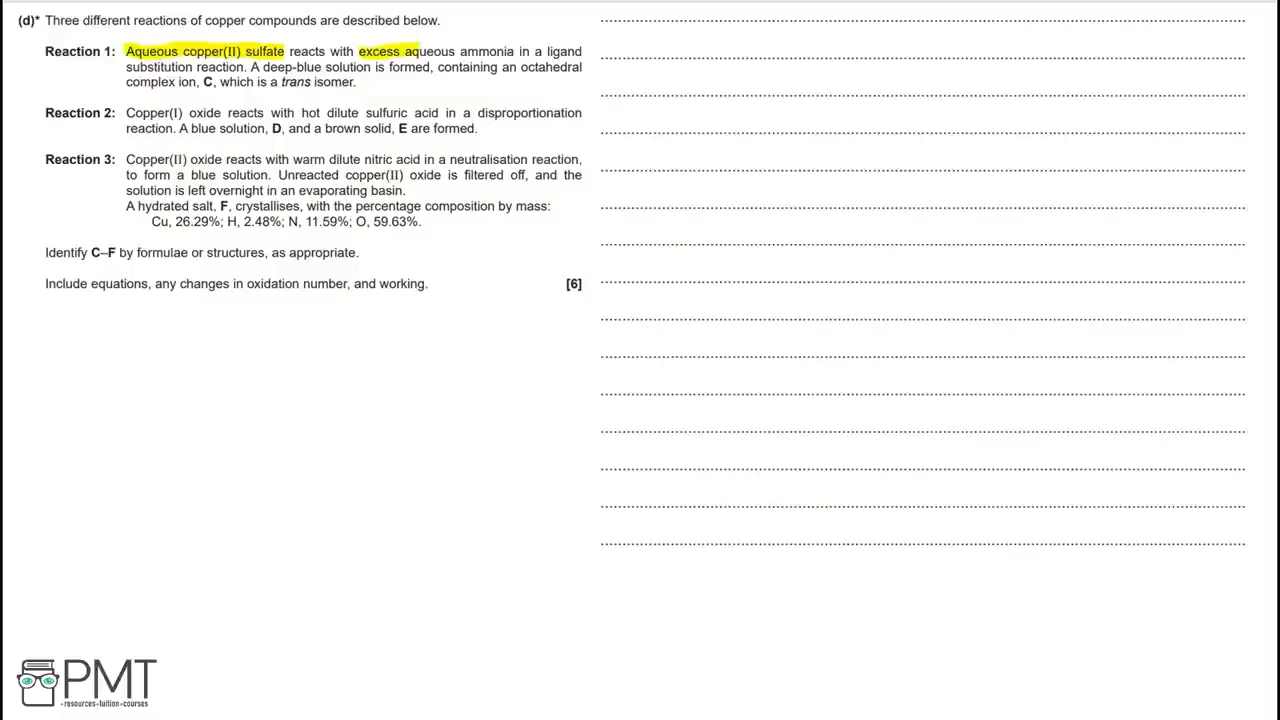 (d)* Three different reactions of copper compounds are described below.
Reaction 1: Aqueous copper(II) sulfate reacts with excess aqueous ammonia in a ligand
substitution reaction. A deep-blue solution is formed, containing an octahedral
complex ion, C, which is a trans isomer.
Reaction 2: Copper(I) oxide reacts with hot dilute sulfuric acid in a disproportionation
reaction. A blue solution, D, and a brown solid, E are formed.
Reaction 3: Copper(II) oxide reacts with warm dilute nitric acid in a neutralisation reaction,
to form a blue solution. Unreacted copper(II) oxide is filtered off, and the
solution is left overnight in an evaporating basin.
A hydrated salt, F, crystallises, with the percentage composition by mass:
Cu, 26.29%; H, 2.48%; N, 11.59%; O, 59.63%.
Identify C–F by formulae or structures, as appropriate.
Include equations, any changes in oxidation number, and working. [6]
PMT
• resources • tuition • courses